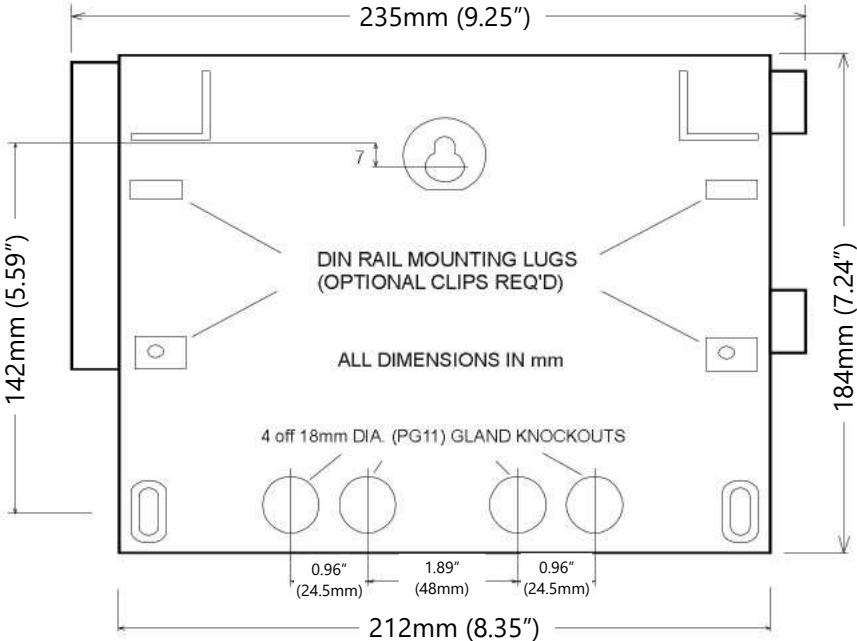 235mm (9.25”)
7
142mm (5.59”)
DIN RAIL MOUNTING LUGS
(OPTIONAL CLIPS REQ'D)
184mm (7.24”)
ALL DIMENSIONS IN mm
4 off 18mm DIA. (PG11) GLAND KNOCKOUTS
0.96” 1.89” 0.96”
(24.5mm) (48mm) (24.5mm)
212mm (8.35”)